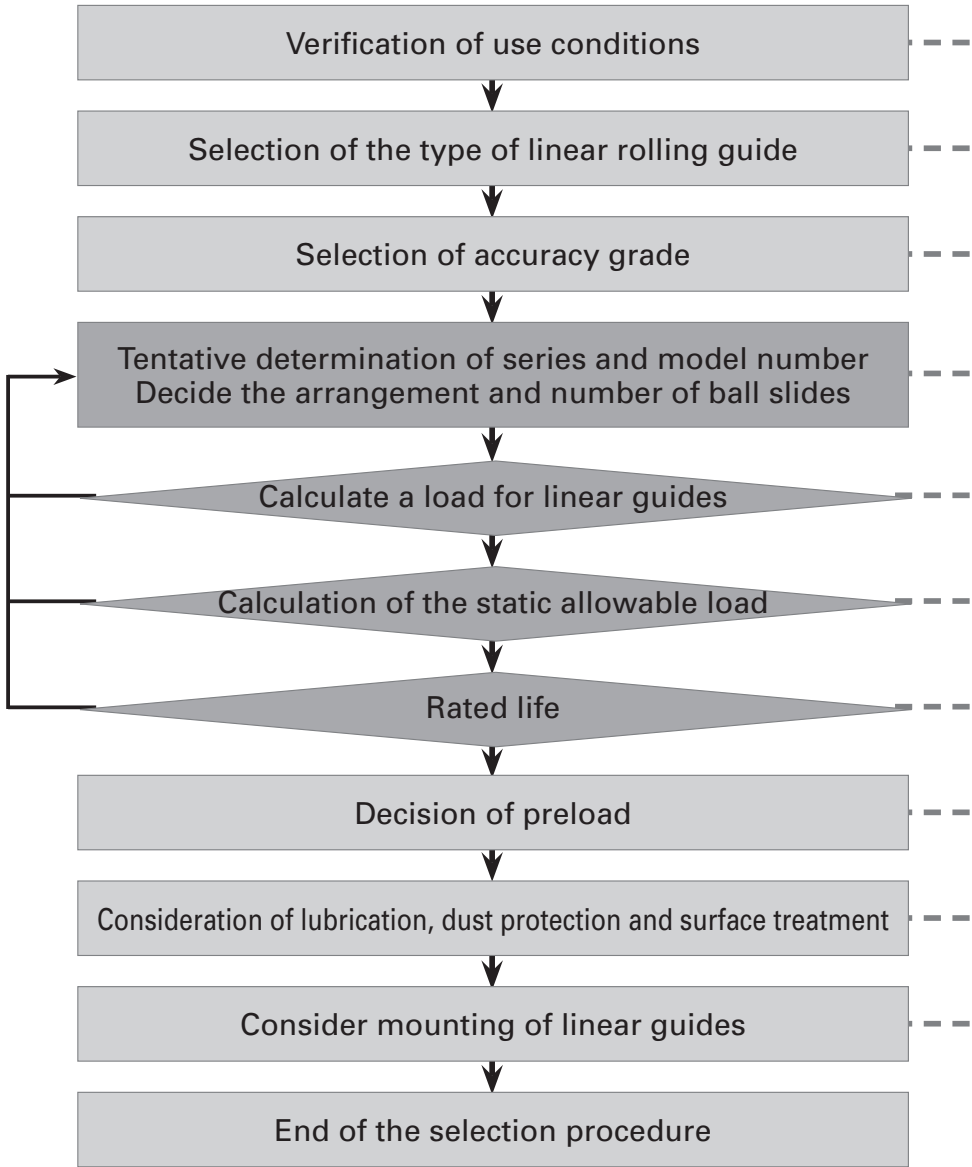 Verification of use conditions
Selection of the type of linear rolling guide
Selection of accuracy grade
Tentative determination of series and model number
Decide the arrangement and number of ball slides
Calculate a load for linear guides
Calculation of the static allowable load
Rated life
Decision of preload
Consideration of lubrication, dust protection and surface treatment
Consider mounting of linear guides
End of the selection procedure